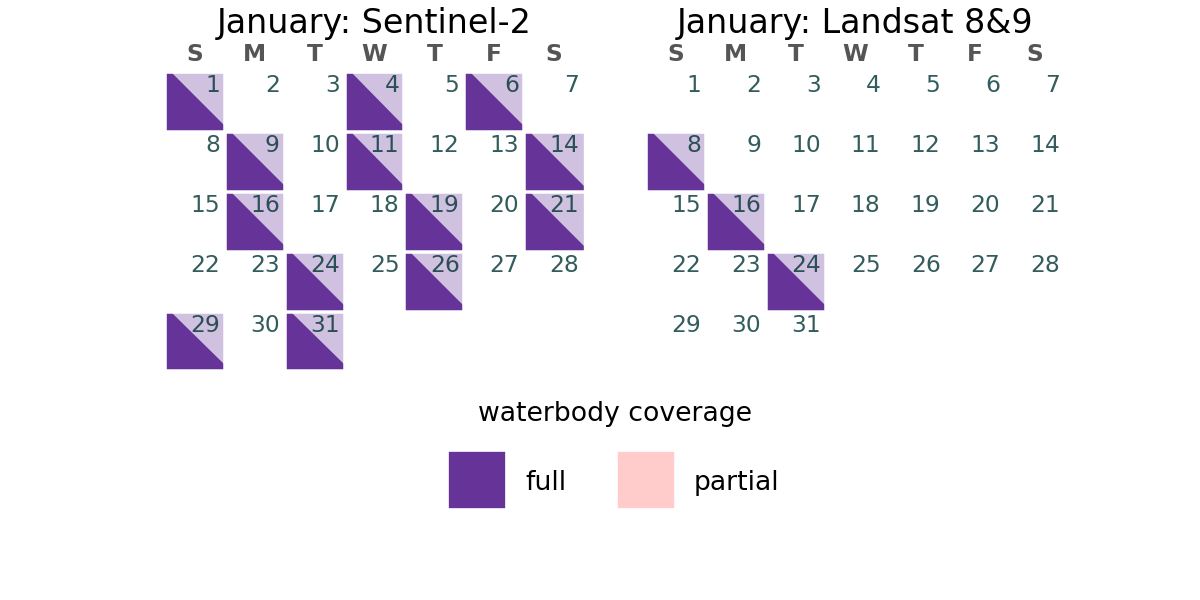 January: Sentinel-2
S M T W T F S
1 2 3 4 5 6 7
8 9 10 11 12 13 14
15 16 17 18 19 20 21
22 23 24 25 26 27 28
29 30 31
January: Landsat 8&9
S M T W T F S
1 2 3 4 5 6 7
8 9 10 11 12 13 14
15 16 17 18 19 20 21
22 23 24 25 26 27 28
29 30 31
waterbody coverage
full partial